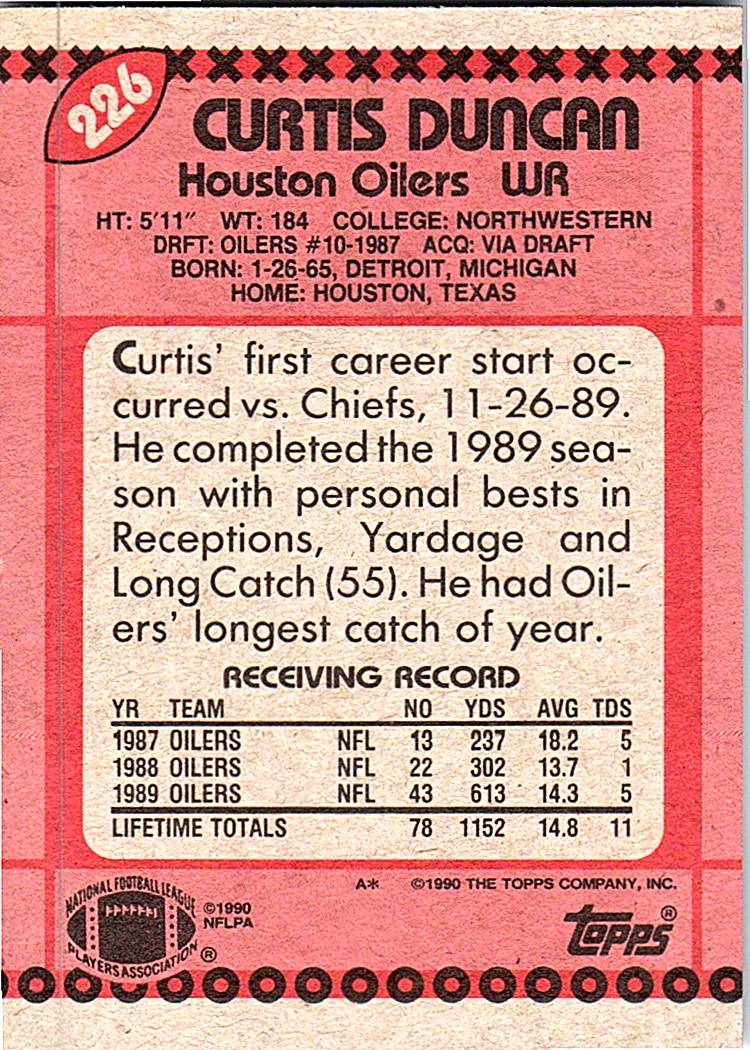 226
CURTIS DUNCAN
Houston Oilers WR
HT: 5'11" WT: 184 COLLEGE: NORTHWESTERN
DRFT: OILERS #10-1987 ACQ: VIA DRAFT
BORN: 1-26-65, DETROIT, MICHIGAN
HOME: HOUSTON, TEXAS
Curtis' first career start oc-
curred vs. Chiefs, 11-26-89.
He completed the 1989 sea-
son with personal bests in
Receptions, Yardage and
Long Catch (55). He had Oil-
ers' longest catch of year.
RECEIVING RECORD
YR TEAM NO YDS AVG TDS
1987 OILERS NFL 13 237 18.2 5
1988 OILERS NFL 22 302 13.7 1
1989 OILERS NFL 43 613 14.3 5
LIFETIME TOTALS 78 1152 14.8 11
A* ©1990 THE TOPPS COMPANY, INC.
NATIONAL FOOTBALL LEAGUE
PLAYERS ASSOCIATION ®
©1990
NFLPA
topps ®